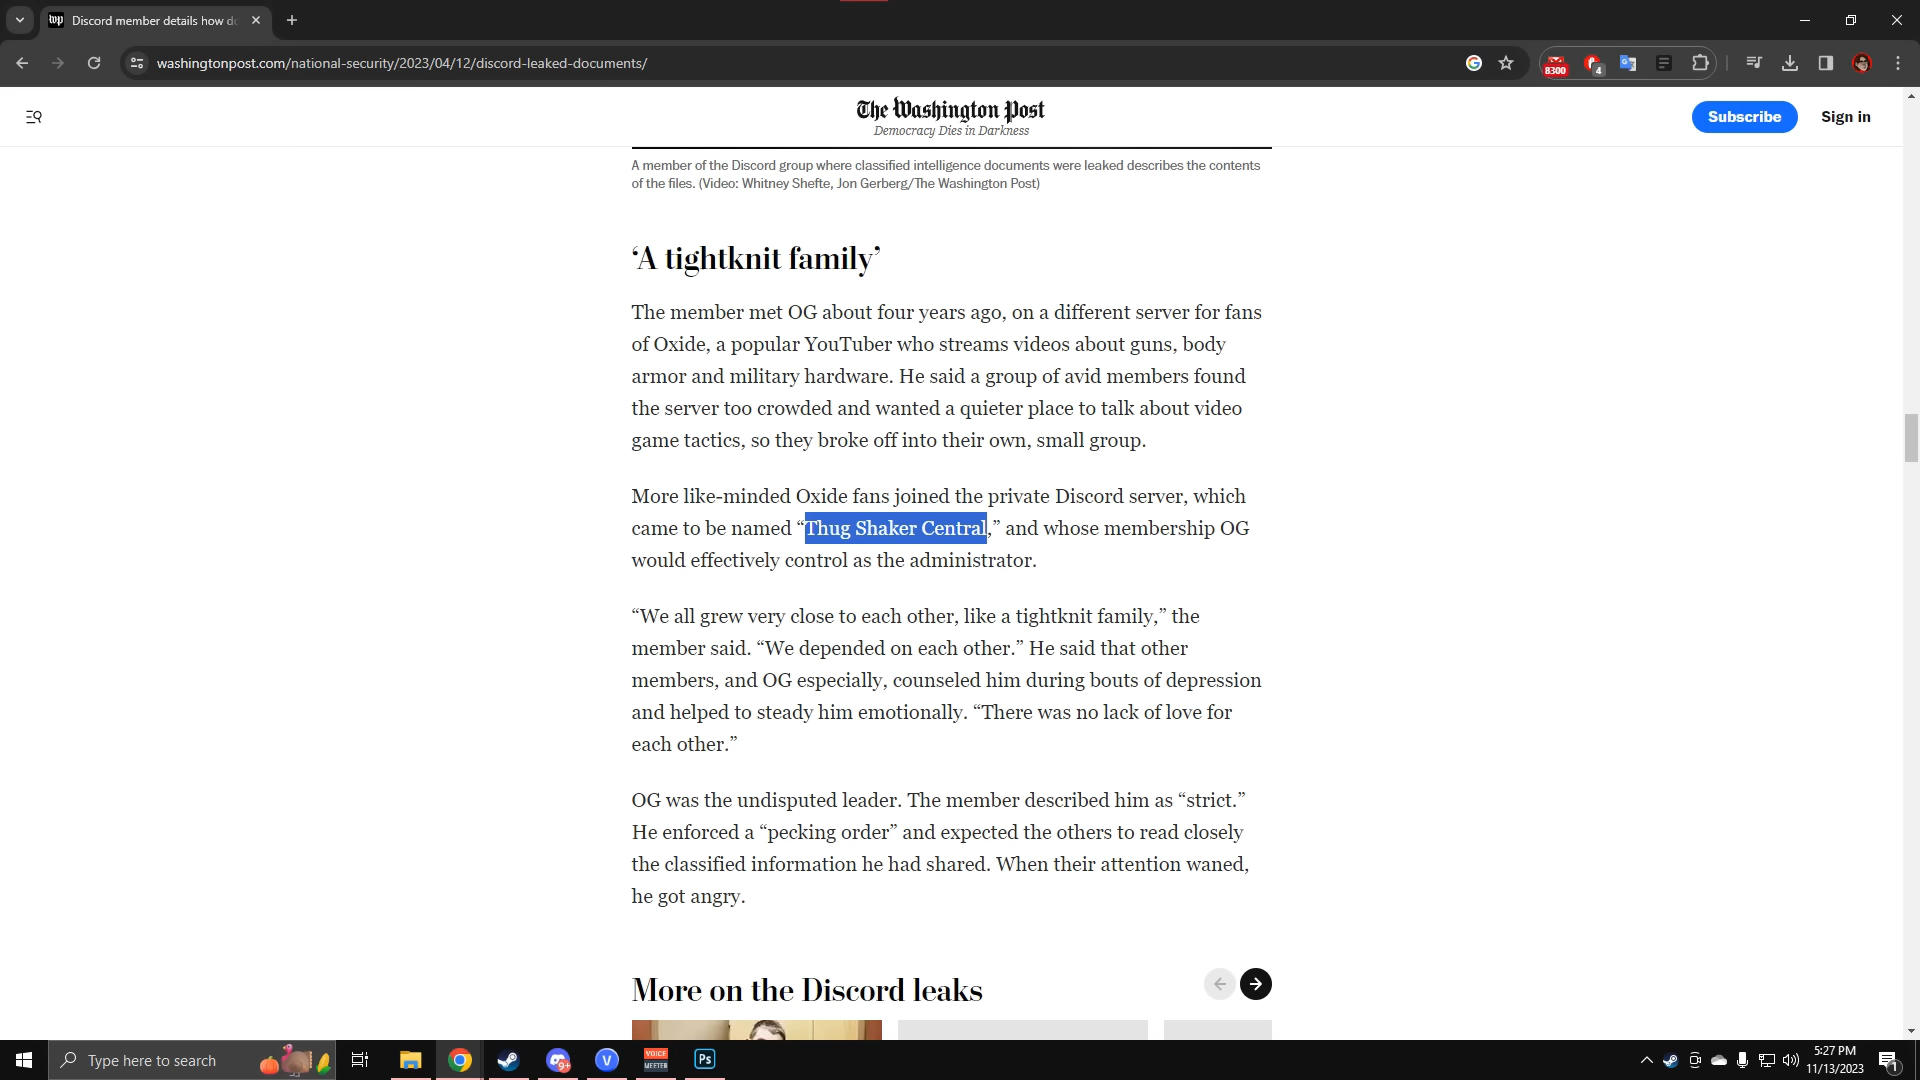 Discord member details how d
washingtonpost.com/national-security/2023/04/12/discord-leaked-documents/
8300
4
The Washington Post
Democracy Dies in Darkness
Subscribe
Sign in
A member of the Discord group where classified intelligence documents were leaked describes the contents
of the files. (Video: Whitney Shefte, Jon Gerberg/The Washington Post)
‘A tightknit family’
The member met OG about four years ago, on a different server for fans
of Oxide, a popular YouTuber who streams videos about guns, body
armor and military hardware. He said a group of avid members found
the server too crowded and wanted a quieter place to talk about video
game tactics, so they broke off into their own, small group.
More like-minded Oxide fans joined the private Discord server, which
came to be named “Thug Shaker Central,” and whose membership OG
would effectively control as the administrator.
“We all grew very close to each other, like a tightknit family,” the
member said. “We depended on each other.” He said that other
members, and OG especially, counseled him during bouts of depression
and helped to steady him emotionally. “There was no lack of love for
each other.”
OG was the undisputed leader. The member described him as “strict.”
He enforced a “pecking order” and expected the others to read closely
the classified information he had shared. When their attention waned,
he got angry.
More on the Discord leaks
Type here to search
9+
V
VOICE
MEETER
Ps
5:27 PM
11/13/2023
1